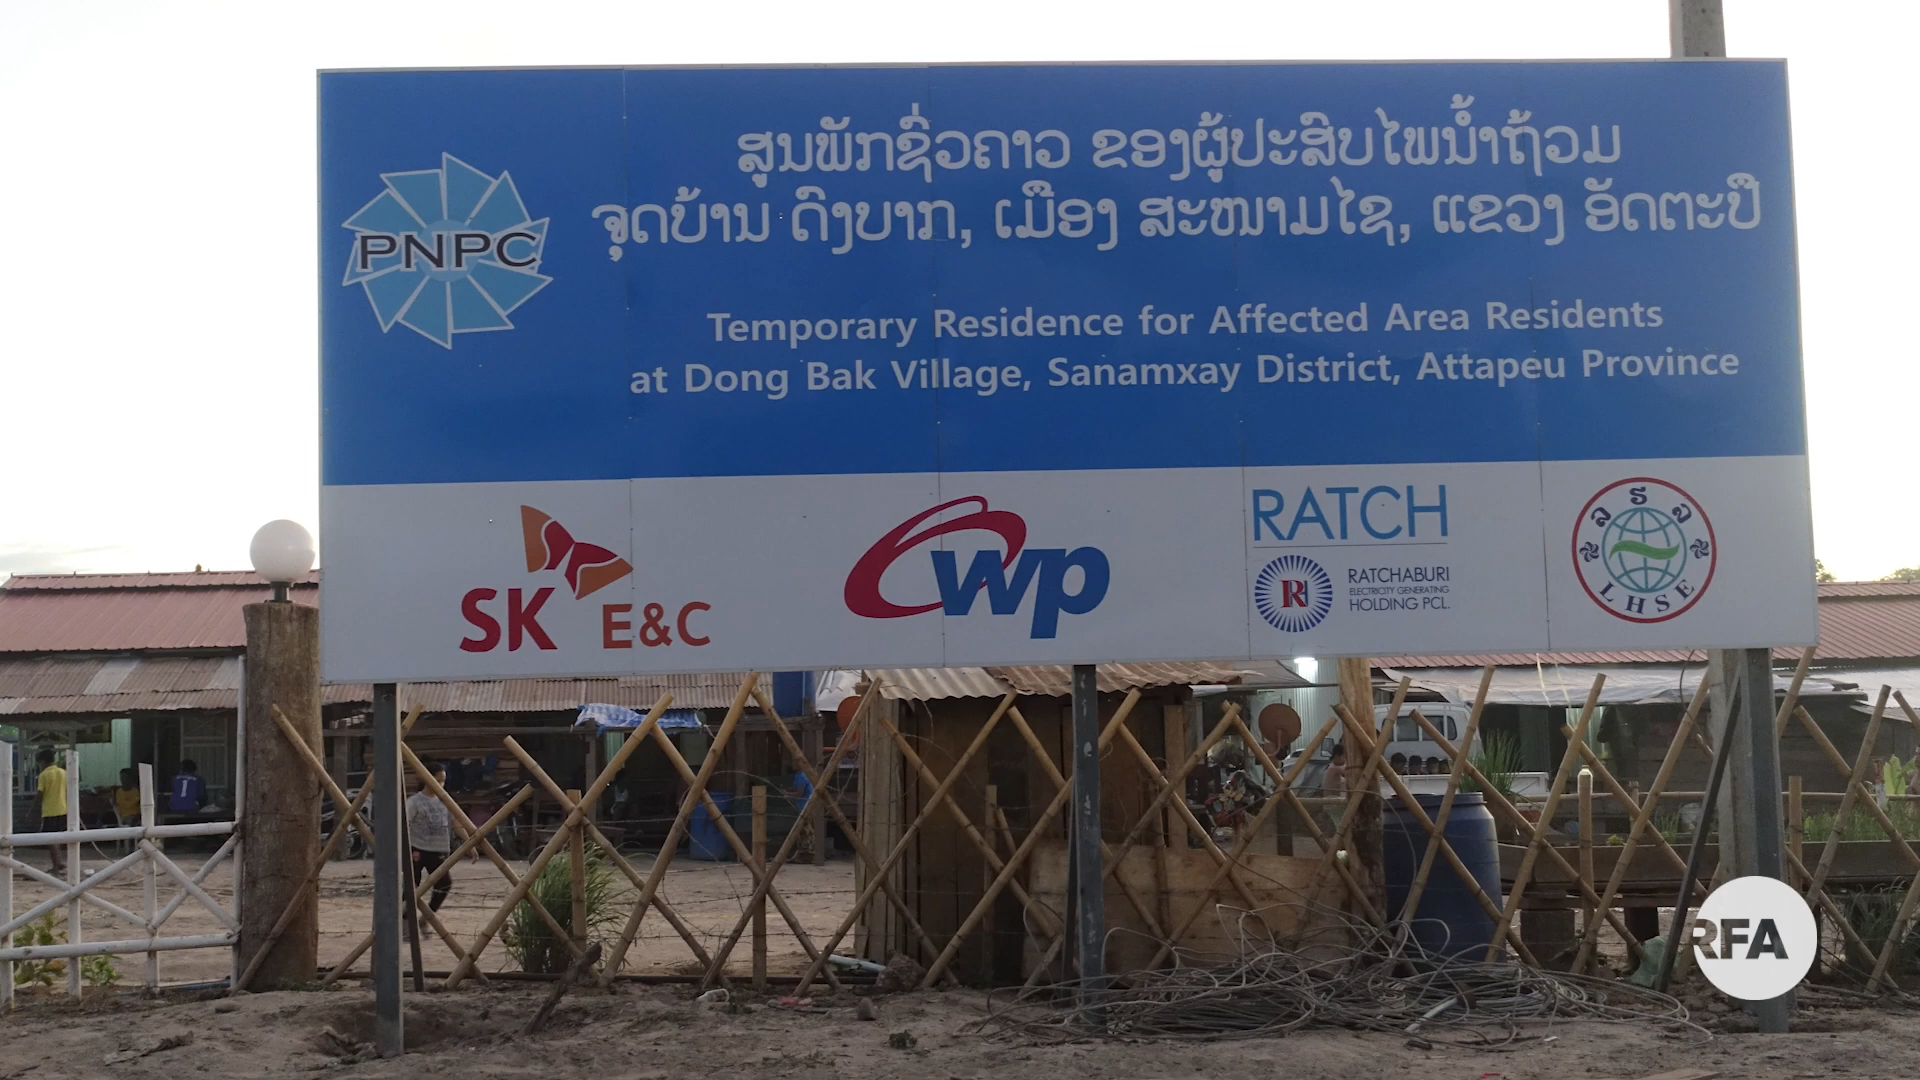 ສູນພັກຊົ່ວຄາວ ຂອງຜູ້ປະສົບໄພນ້ຳຖ້ວມ
ຈຸດບ້ານ ດົງບາກ, ເມືອງ ສະໜາມໄຊ, ແຂວງ ອັດຕະປື
PNPC
Temporary Residence for Affected Area Residents
at Dong Bak Village, Sanamxay District, Attapeu Province
SK E&C
wp
RATCH
RATCHABURI
ELECTRICITY GENERATING
HOLDING PCL.
R
ລ ຮ ລ
LHSE
1
RFA